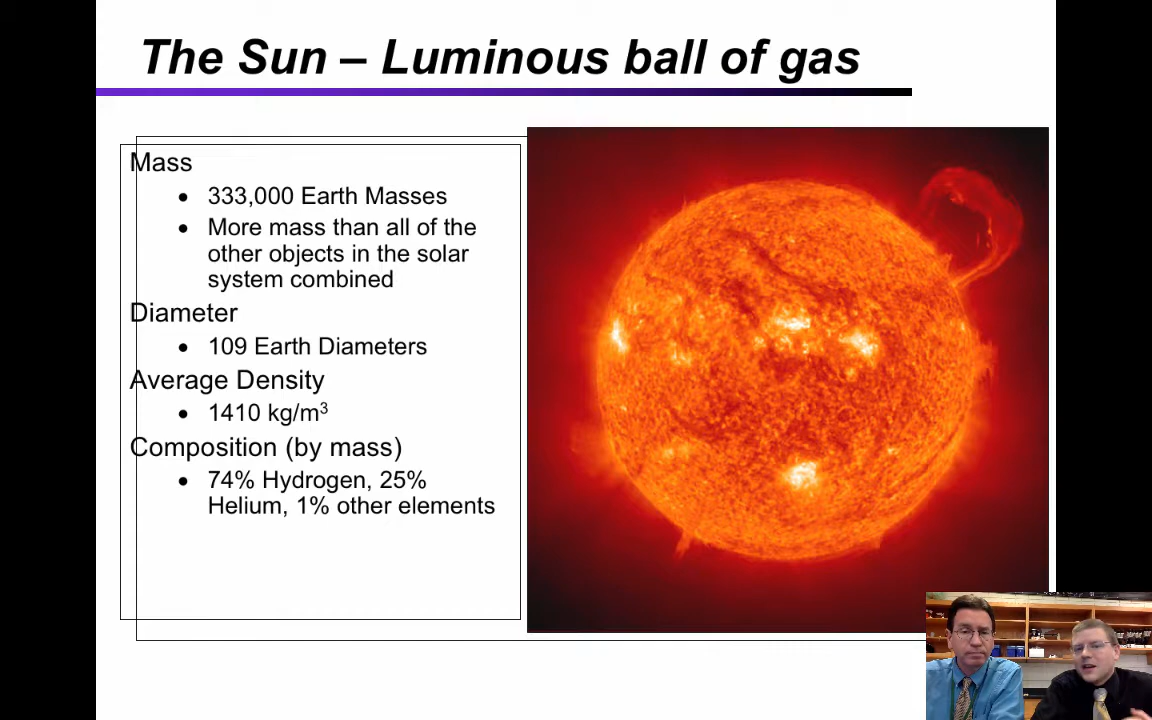 The Sun – Luminous ball of gas
Mass
• 333,000 Earth Masses
• More mass than all of the
other objects in the solar
system combined
Diameter
• 109 Earth Diameters
Average Density
• 1410 kg/m³
Composition (by mass)
• 74% Hydrogen, 25%
Helium, 1% other elements